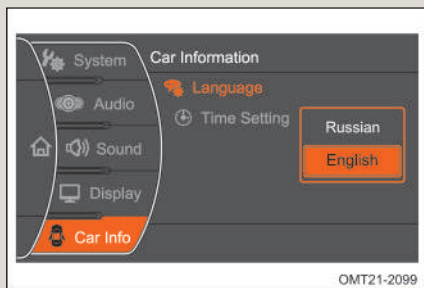 System
Audio
Sound
Display
Car Info
Car Information
Language
Time Setting
Russian
English
OMT21-2099